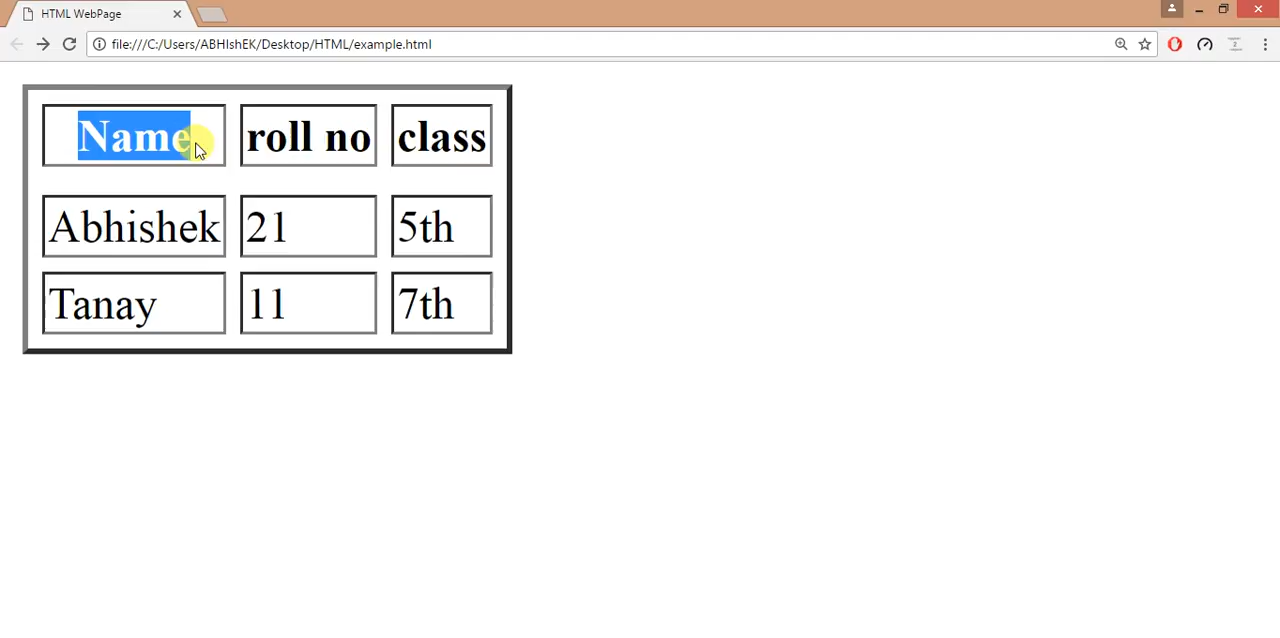 HTML WebPage
file:///C:/Users/ABHIshEK/Desktop/HTML/example.html
Name roll no class
Abhishek 21 5th
Tanay 11 7th